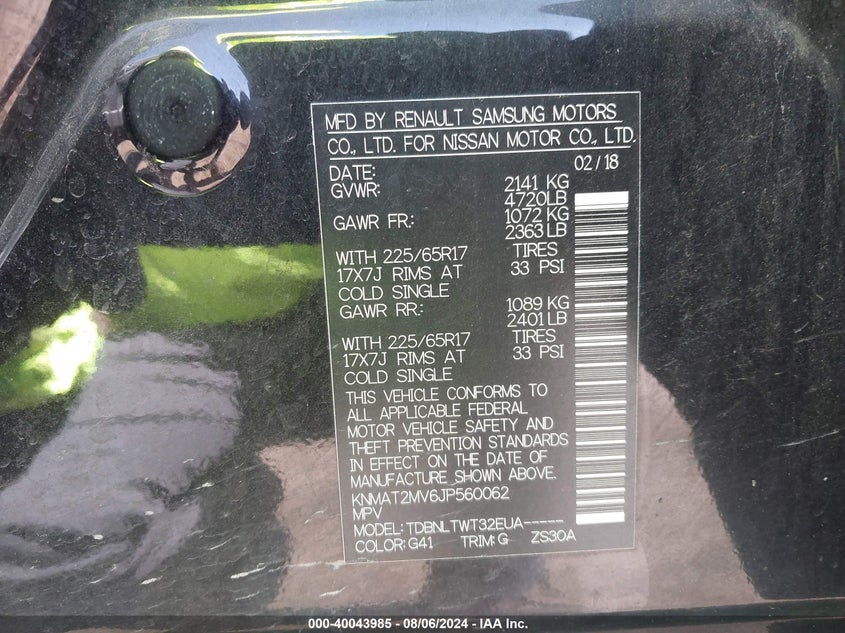 MFD BY RENAULT SAMSUNG MOTORS
CO., LTD. FOR NISSAN MOTOR CO., LTD.
DATE: 02/18
GVWR: 2141 KG
4720LB
GAWR FR: 1072 KG
2363 LB
WITH 225/65R17 TIRES
17X7J RIMS AT 33 PSI
COLD SINGLE
GAWR RR: 1089 KG
2401LB
WITH 225/65R17 TIRES
17X7J RIMS AT 33 PSI
COLD SINGLE
THIS VEHICLE CONFORMS TO
ALL APPLICABLE FEDERAL
MOTOR VEHICLE SAFETY AND
THEFT PREVENTION STANDARDS
IN EFFECT ON THE DATE OF
MANUFACTURE SHOWN ABOVE.
KNMAT2MV6JP560062
MPV
MODEL: TDBNLTWT32EUA-----
COLOR: G41 TRIM: G ZS30A
000-40043985 - 08/06/2024 - IAA Inc.